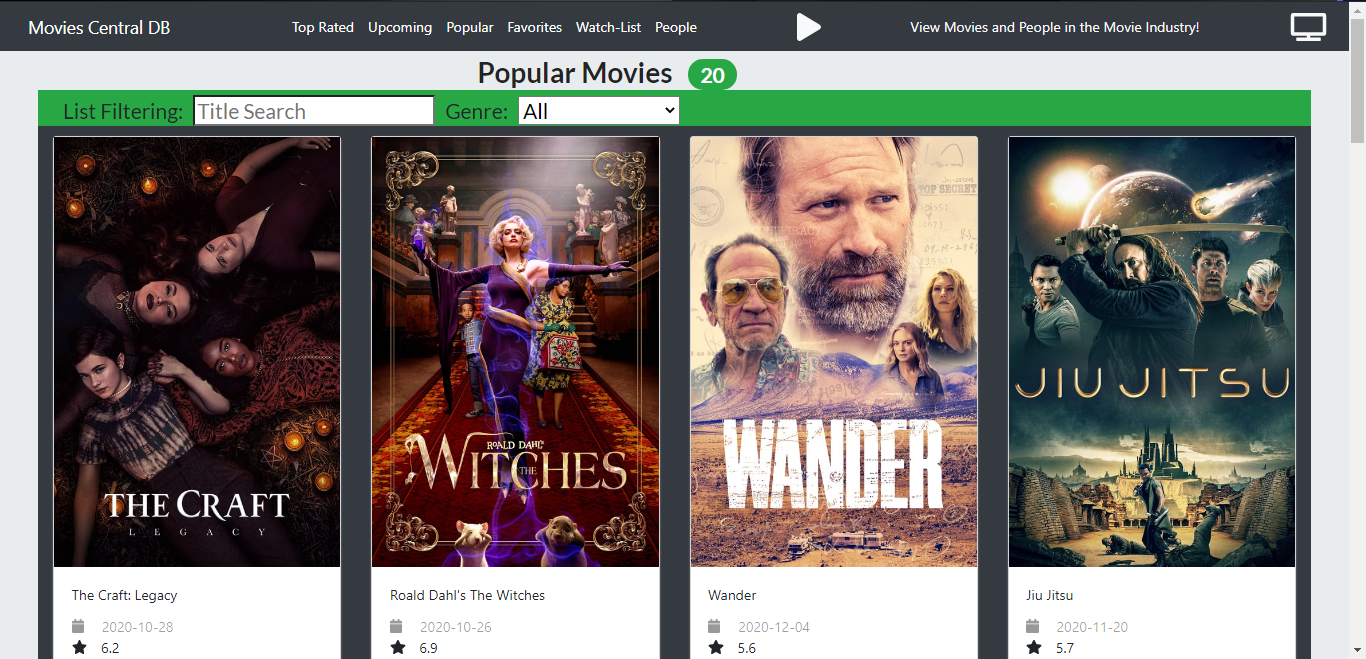 Movies Central DB
Top Rated Upcoming Popular Favorites Watch-List People
View Movies and People in the Movie Industry!
Popular Movies 20
List Filtering: Title Search Genre: All
THE CRAFT
LEGACY
ROALD DAHL'S
THE WITCHES
TOP SECRET
WANDER
JIU JITSU
The Craft: Legacy
2020-10-28
6.2
Roald Dahl's The Witches
2020-10-26
6.9
Wander
2020-12-04
5.6
Jiu Jitsu
2020-11-20
5.7